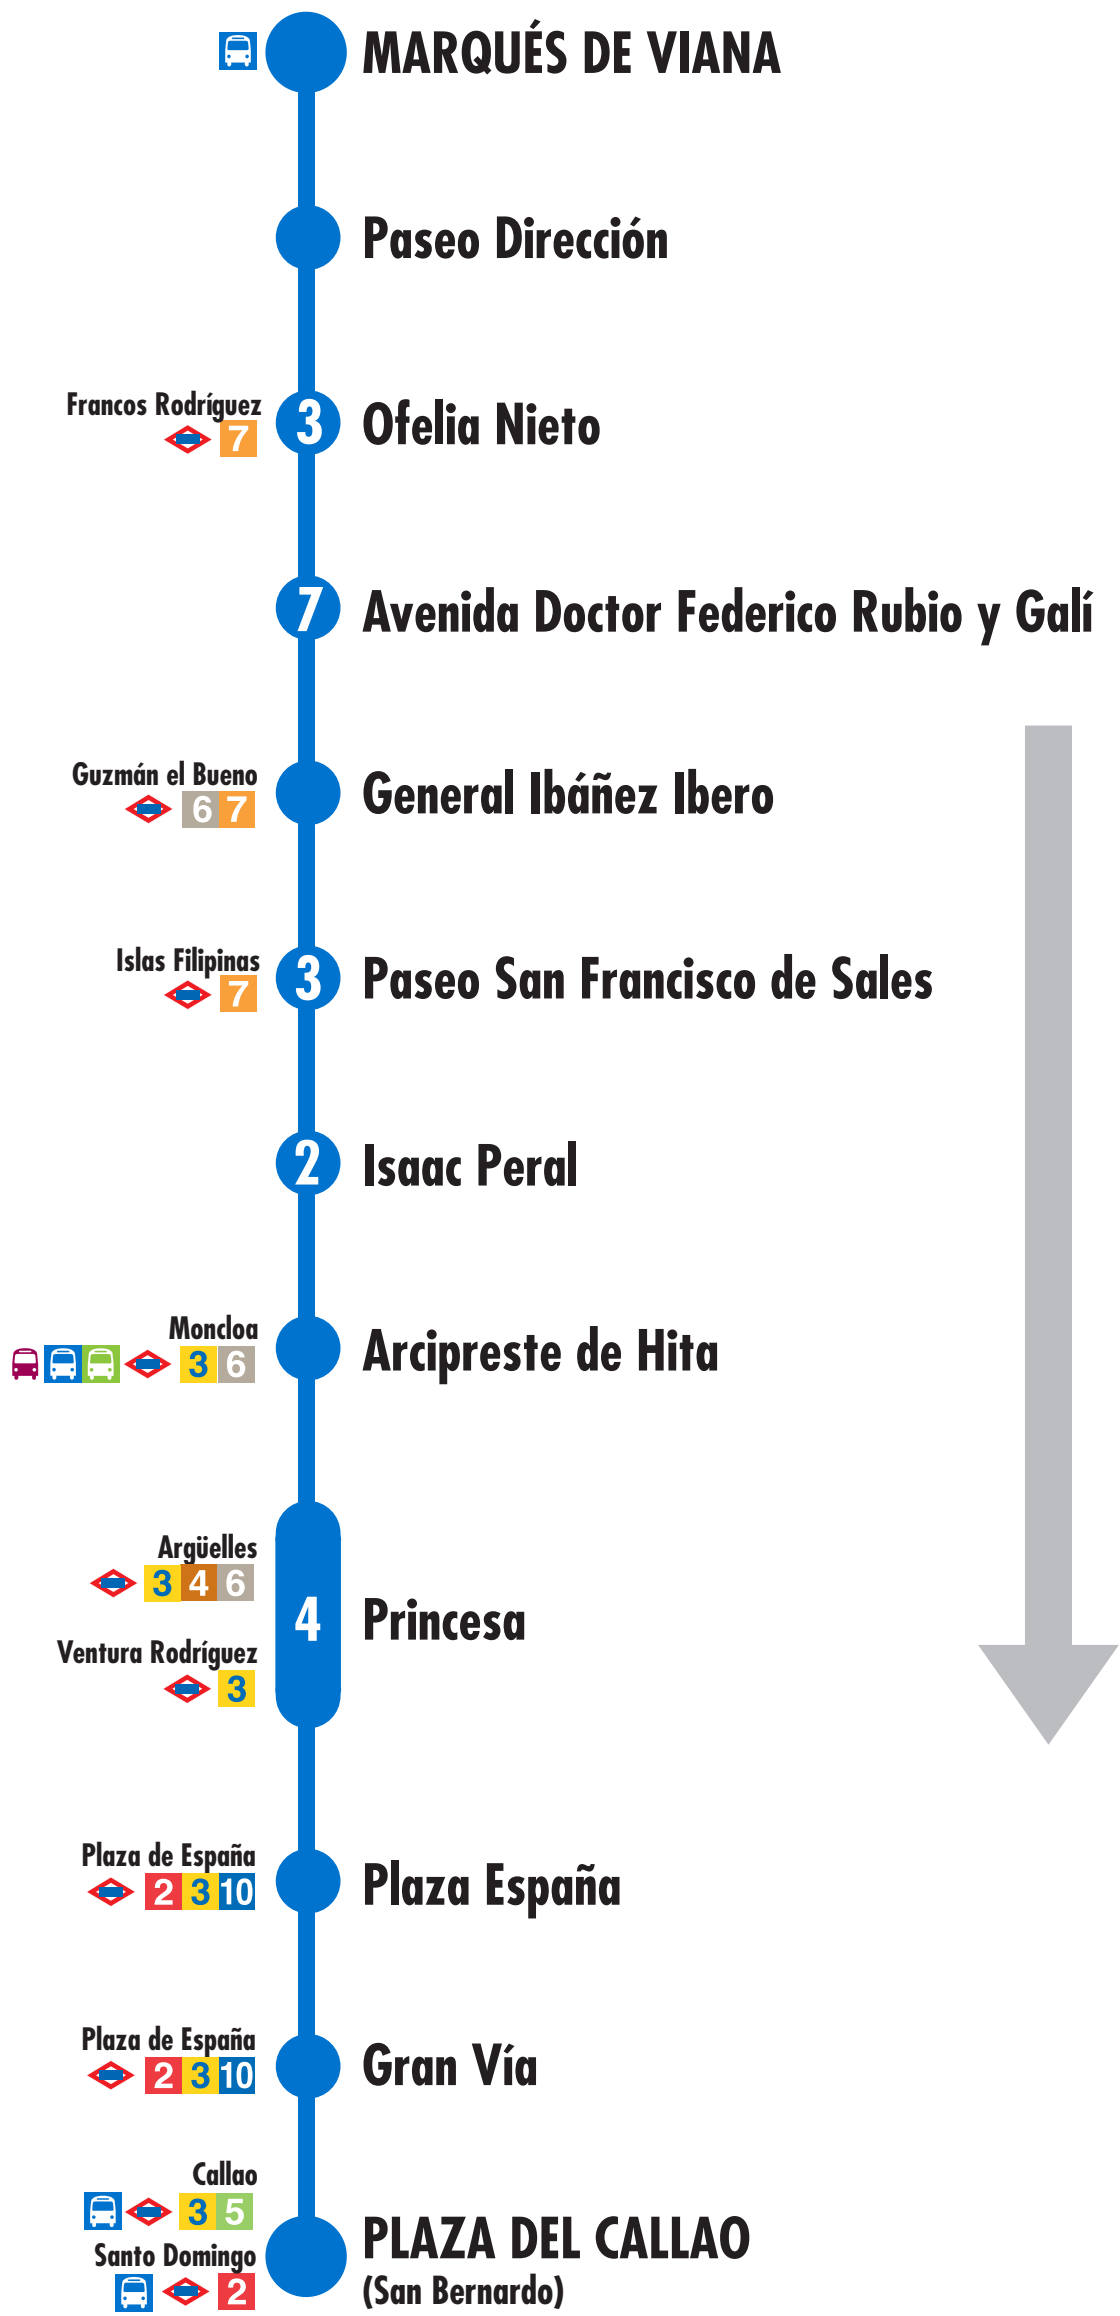 MARQUÉS DE VIANA
Paseo Dirección
Francos Rodríguez
7
3
Ofelia Nieto
7
Avenida Doctor Federico Rubio y Galí
Guzmán el Bueno
6 7
General Ibáñez Ibero
Islas Filipinas
7
3
Paseo San Francisco de Sales
2
Isaac Peral
Moncloa
3 6
Arcipreste de Hita
Argüelles
3 4 6
Ventura Rodríguez
3
4
Princesa
Plaza de España
2 3 10
Plaza España
Plaza de España
2 3 10
Gran Vía
Callao
3 5
Santo Domingo
2
PLAZA DEL CALLAO
(San Bernardo)